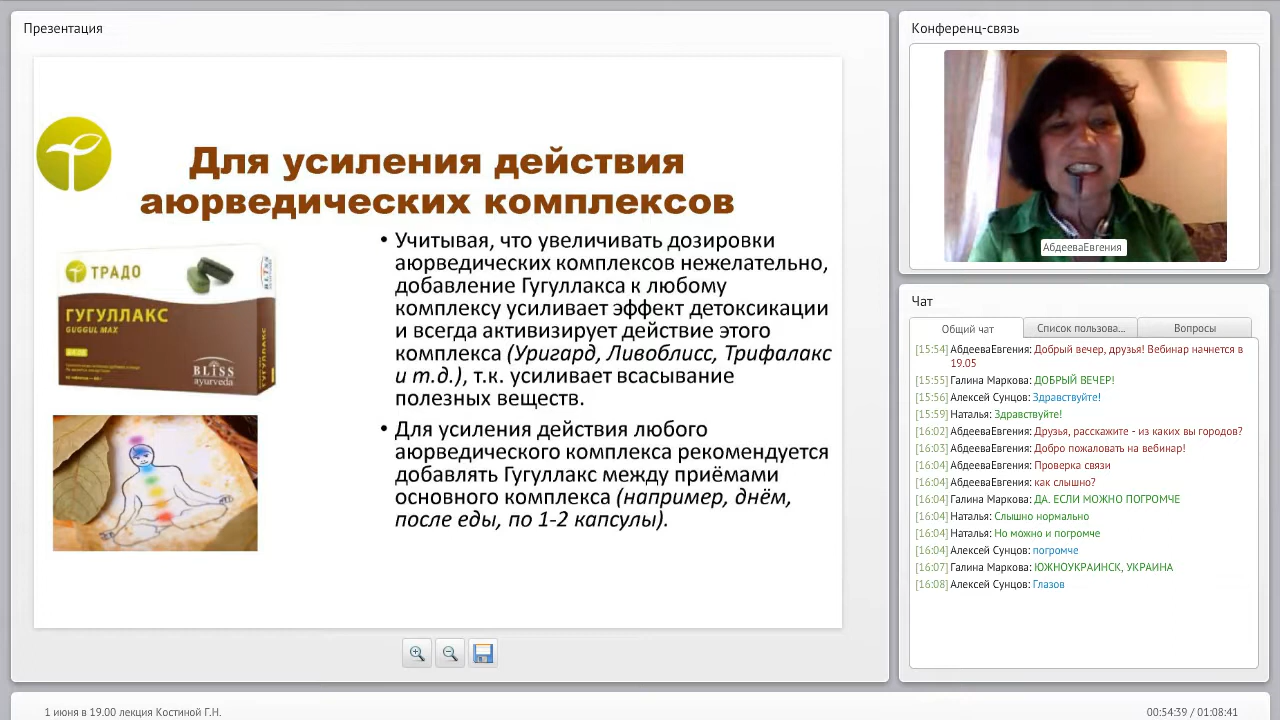 Презентация
Для усиления действия
аюрведических комплексов
ТРАДО
ГУГУЛЛАКС
GUGGUL MAX
BLISS
ayurveda
• Учитывая, что увеличивать дозировки
аюрведических комплексов нежелательно,
добавление Гугуллакса к любому
комплексу усиливает эффект детоксикации
и всегда активизирует действие этого
комплекса (Уригард, Ливоблисс, Трифалакс
и т.д.), т.к. усиливает всасывание
полезных веществ.
• Для усиления действия любого
аюрведического комплекса рекомендуется
добавлять Гугуллакс между приёмами
основного комплекса (например, днём,
после еды, по 1-2 капсулы).
Конференц-связь
АбдееваЕвгения
Чат
Общий чат
Список пользова...
Вопросы
[15:54] АбдееваЕвгения: Добрый вечер, друзья! Вебинар начнется в
19.05
[15:55] Галина Маркова: ДОБРЫЙ ВЕЧЕР!
[15:56] Алексей Сунцов: Здравствуйте!
[15:59] Наталья: Здравствуйте!
[16:02] АбдееваЕвгения: Друзья, расскажите - из каких вы городов?
[16:03] АбдееваЕвгения: Добро пожаловать на вебинар!
[16:04] АбдееваЕвгения: Проверка связи
[16:04] АбдееваЕвгения: как слышно?
[16:04] Галина Маркова: ДА. ЕСЛИ МОЖНО ПОГРОМЧЕ
[16:04] Наталья: Слышно нормально
[16:04] Наталья: Но можно и погромче
[16:04] Алексей Сунцов: погромче
[16:07] Галина Маркова: ЮЖНОУКРАИНСК, УКРАИНА
[16:08] Алексей Сунцов: Глазов
1 июня в 19.00 лекция Костиной Г.Н.
00:54:39 / 01:08:41